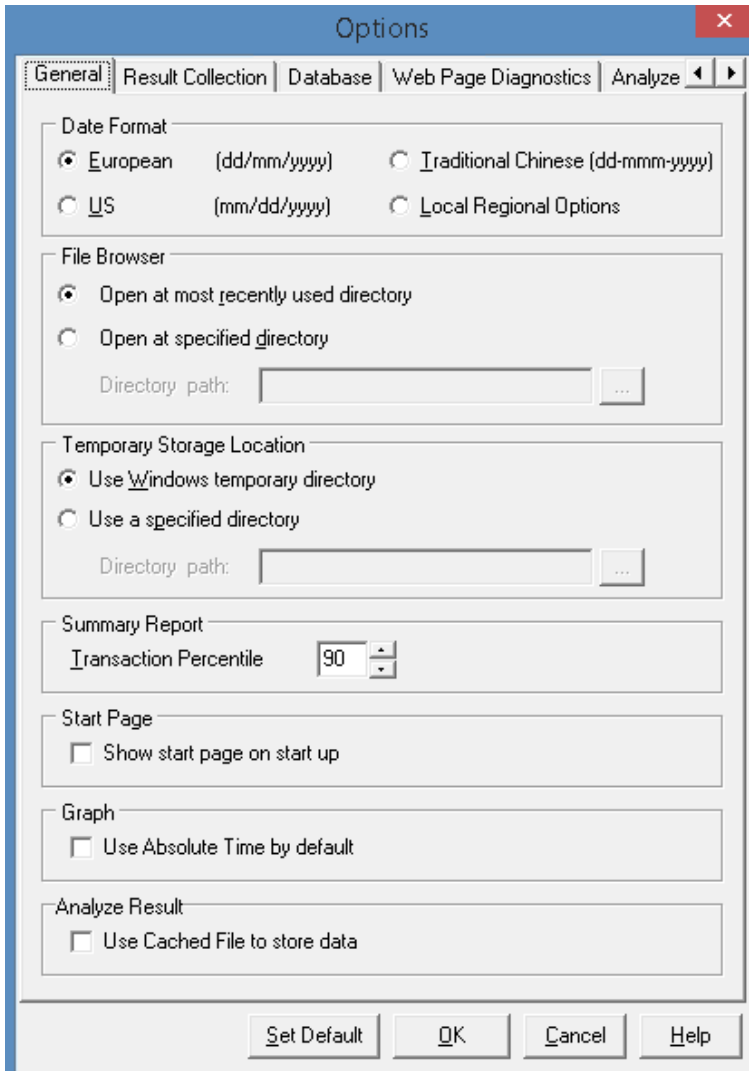 Options
General Result Collection Database Web Page Diagnostics Analyze
Date Format
European (dd/mm/yyyy) Traditional Chinese (dd-mmm-yyyy)
US (mm/dd/yyyy) Local Regional Options
File Browser
Open at most recently used directory
Open at specified directory
Directory path: ...
Temporary Storage Location
Use Windows temporary directory
Use a specified directory
Directory path: ...
Summary Report
Transaction Percentile 90
Start Page
Show start page on start up
Graph
Use Absolute Time by default
Analyze Result
Use Cached File to store data
Set Default OK Cancel Help